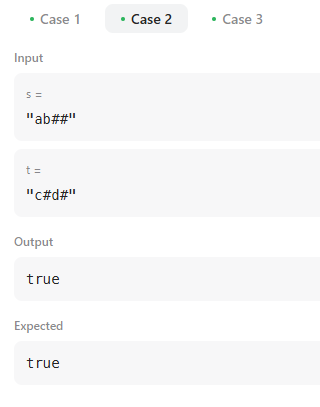 Case 1 Case 2 Case 3
Input
s =
"ab##"
t =
"c#d#"
Output
true
Expected
true